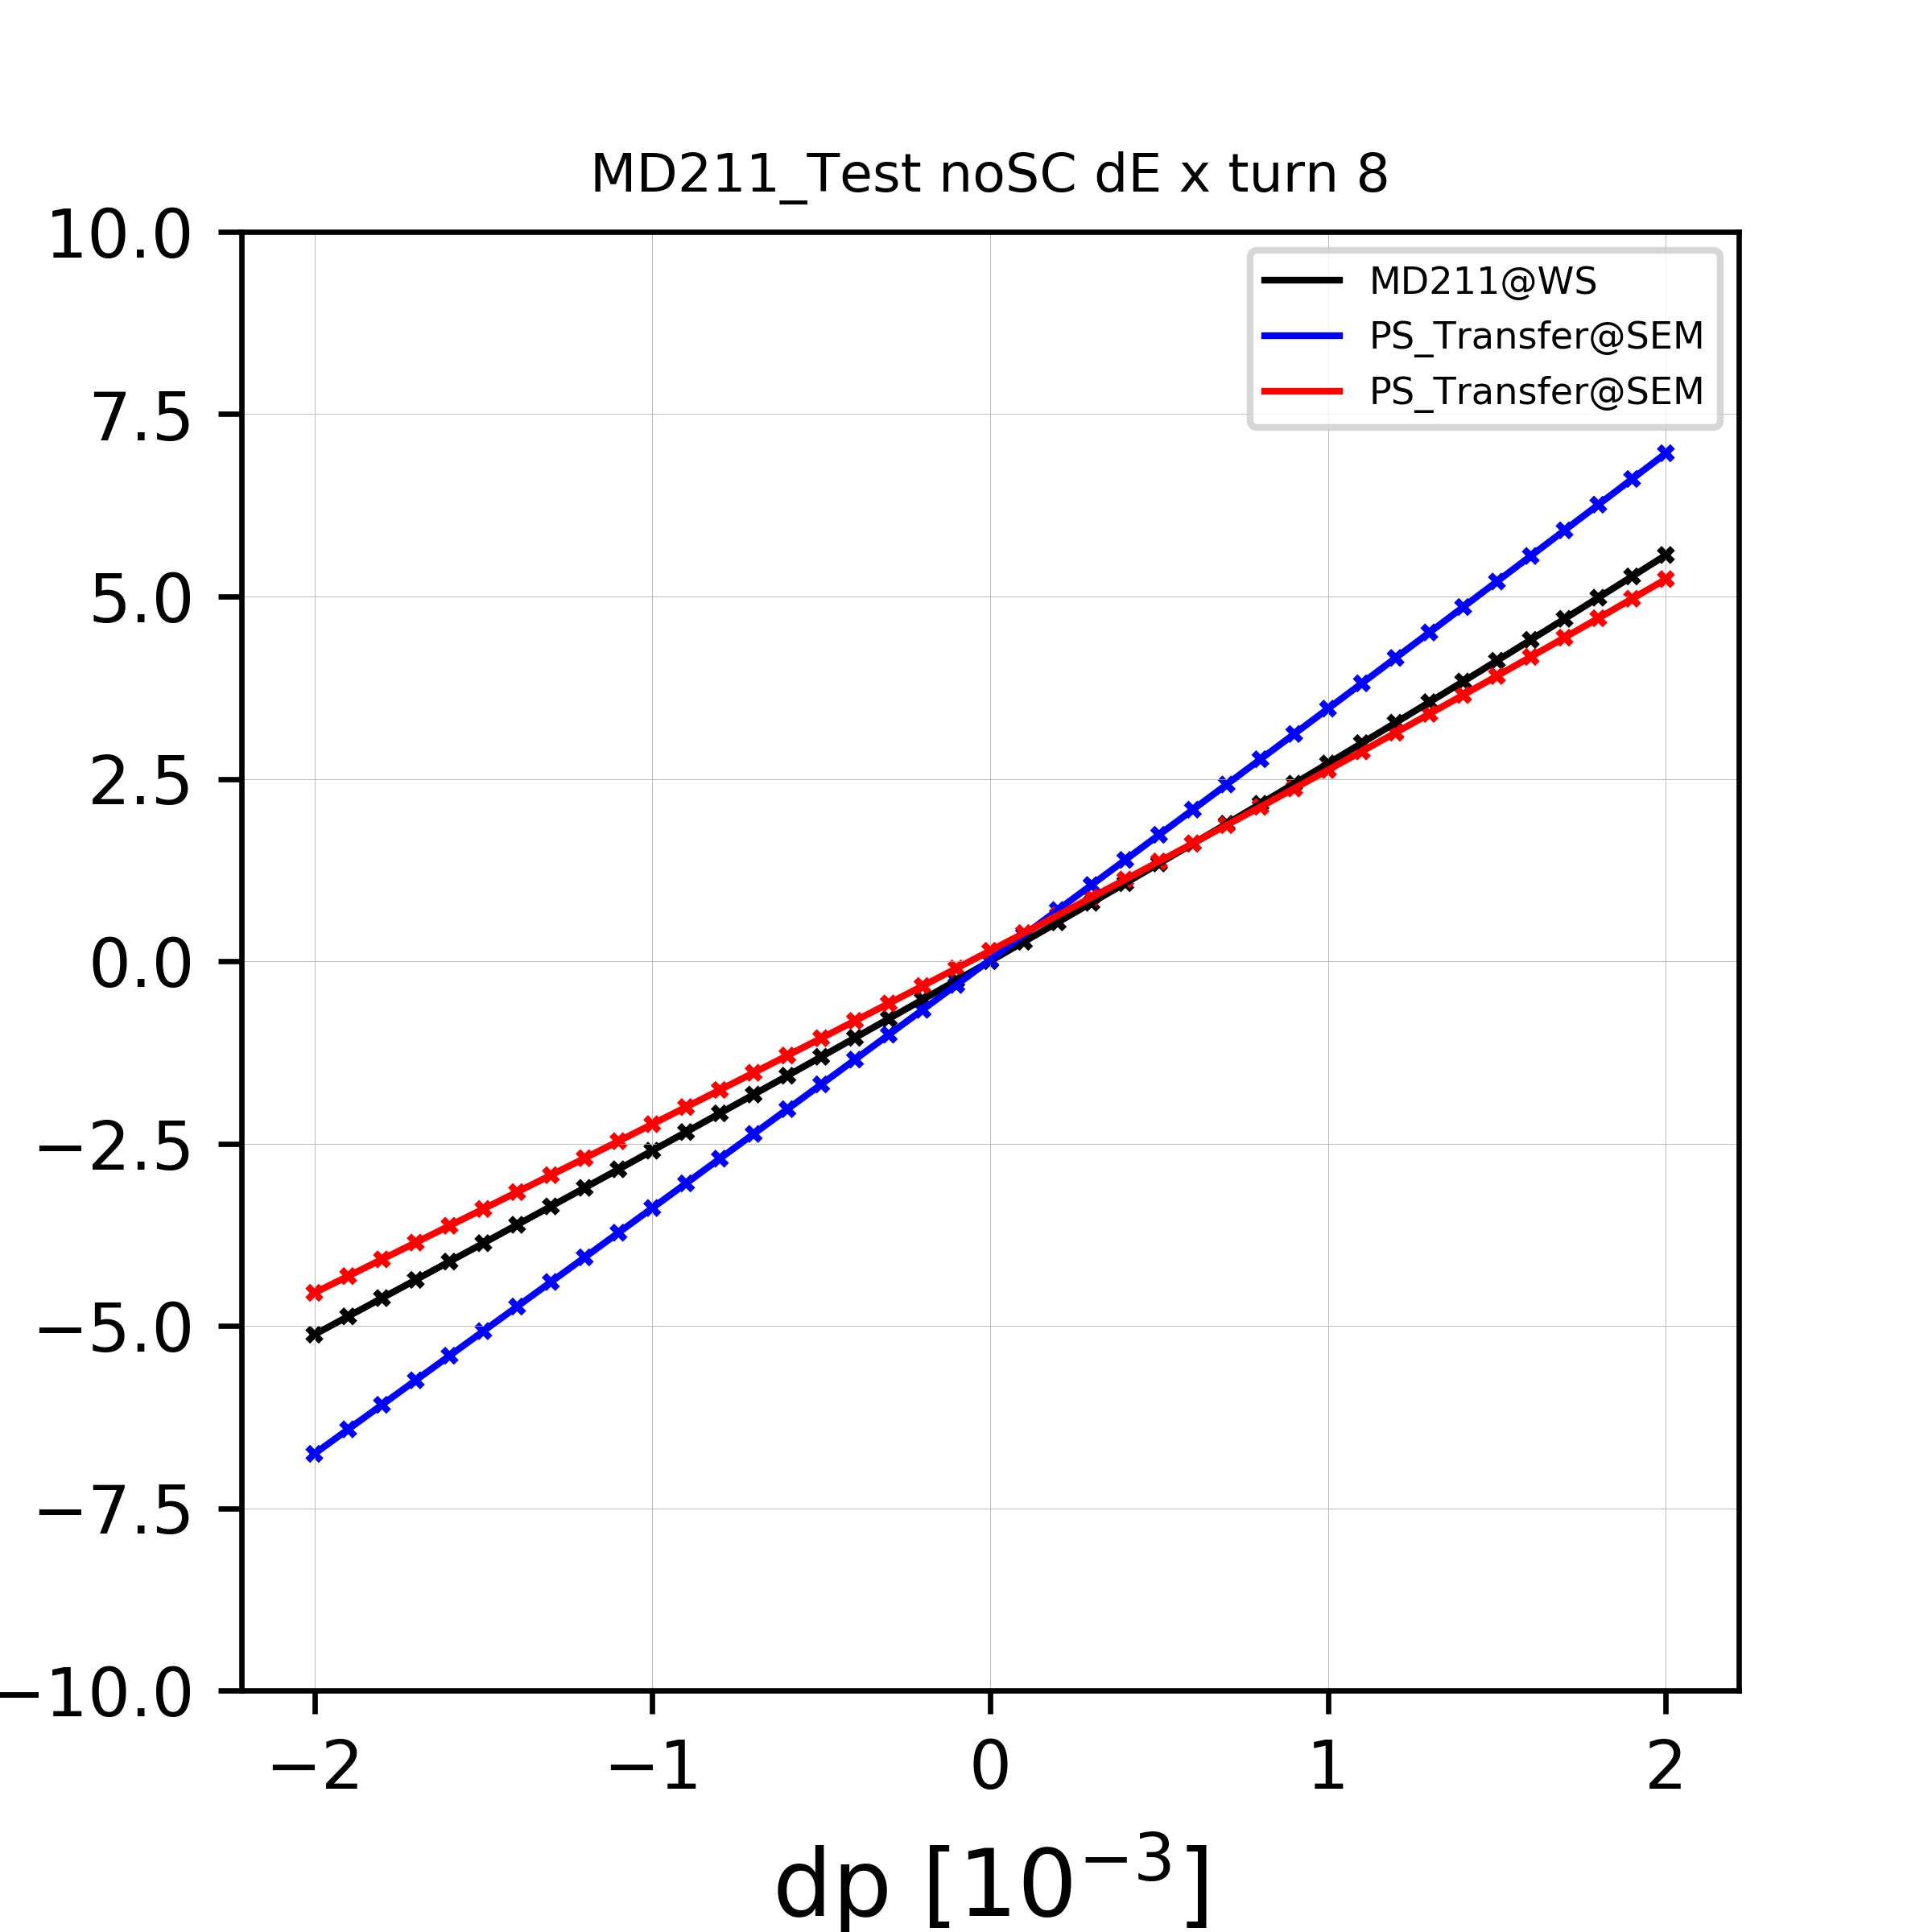 MD211_Test noSC dE x turn 8
10.0
7.5
5.0
2.5
0.0
−2.5
−5.0
−7.5
−10.0
MD211@WS
PS_Transfer@SEM
PS_Transfer@SEM
−2 −1 0 1 2
dp [10⁻³]